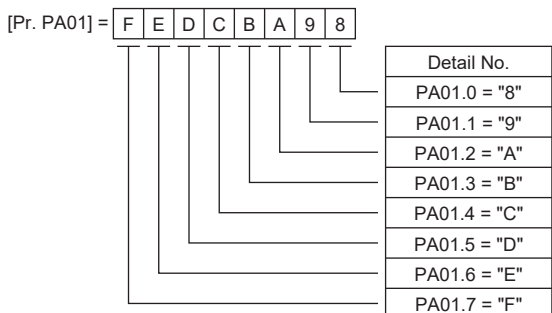 [Pr. PA01] = F E D C B A 9 8
Detail No.
PA01.0 = "8"
PA01.1 = "9"
PA01.2 = "A"
PA01.3 = "B"
PA01.4 = "C"
PA01.5 = "D"
PA01.6 = "E"
PA01.7 = "F"